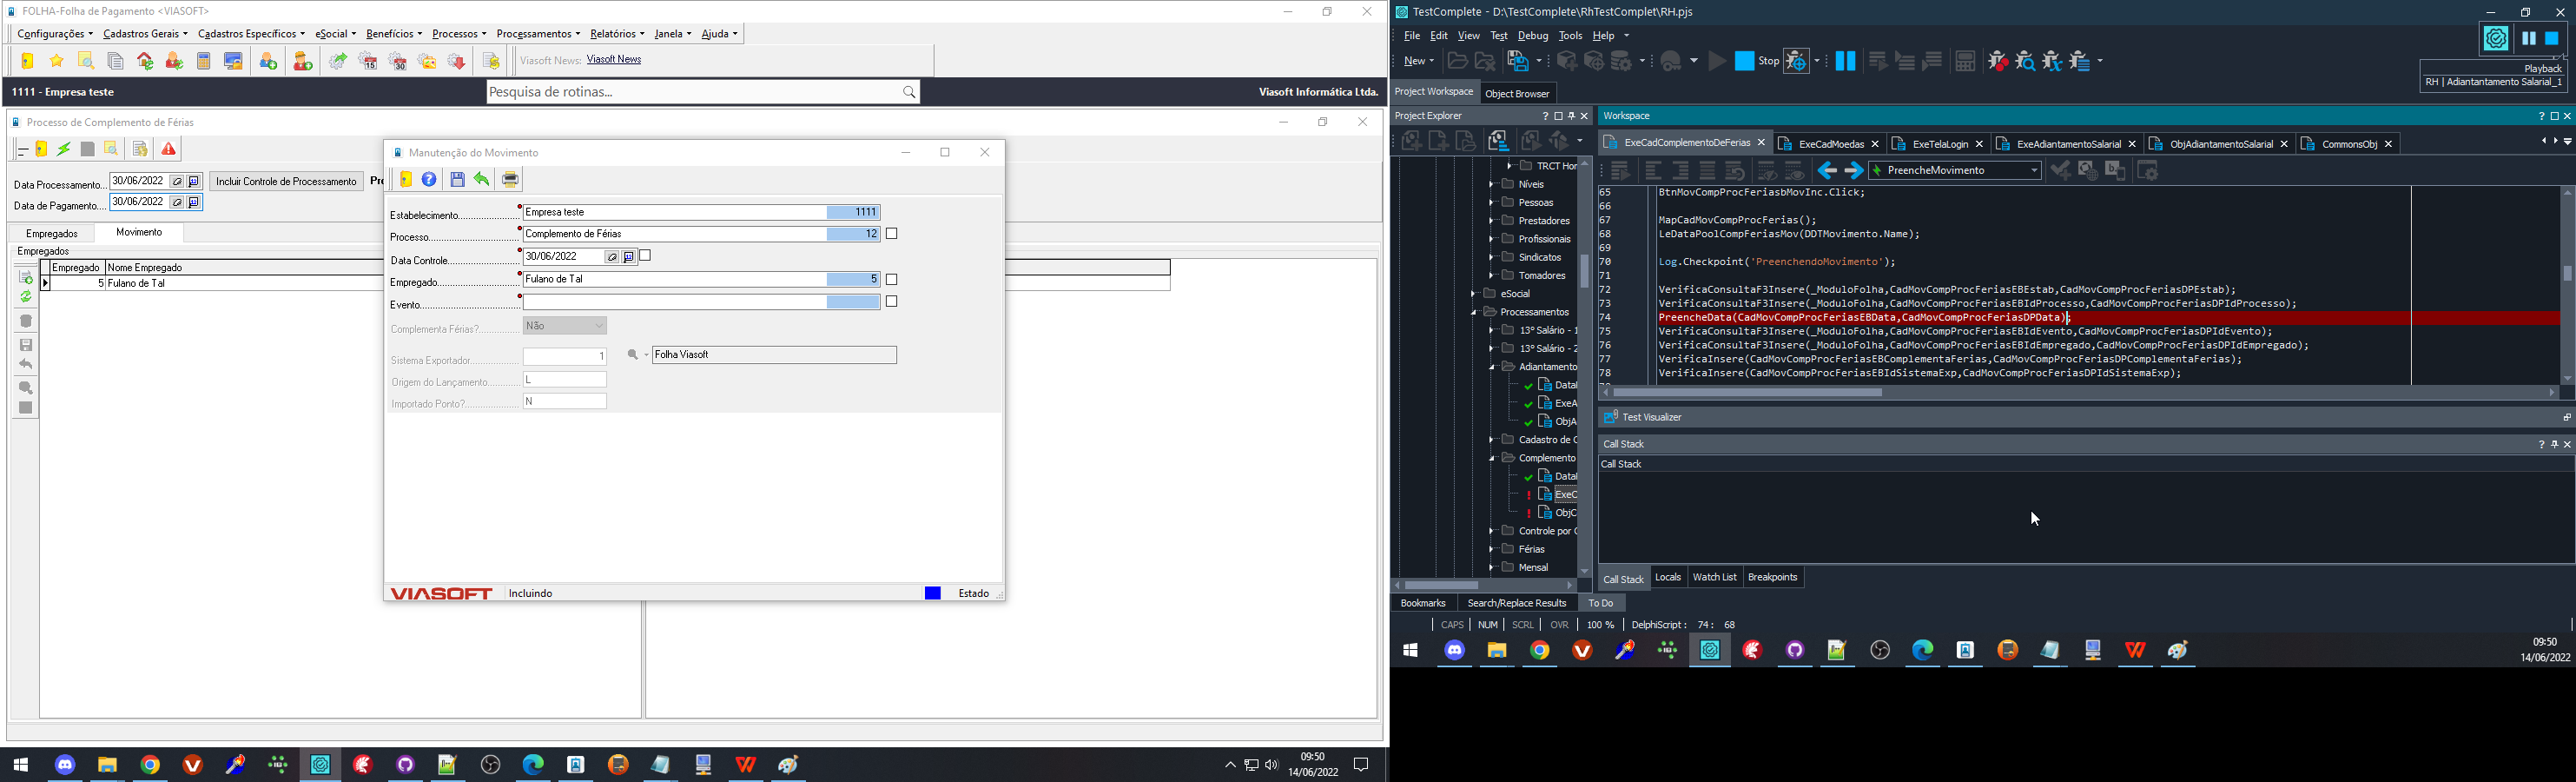 FOLHA-Folha de Pagamento <VIASOFT>
Configurações Cadastros Gerais Cadastros Específicos eSocial Benefícios Processos Processamentos Relatórios Janela Ajuda
15 30 Viasoft News: Viasoft News
1111 - Empresa teste Pesquisa de rotinas... Viasoft Informática Ltda.
Processo de Complemento de Férias
Data Processamento... 30/06/2022 Incluir Controle de Processamento
Data de Pagamento.... 30/06/2022
Empregados Movimento
Empregados
Empregado Nome Empregado
5 Fulano de Tal
Manutenção do Movimento
Estabelecimento Empresa teste 1111
Processo Complemento de Férias 12
Data Controle 30/06/2022
Empregado Fulano de Tal 5
Evento
Complementa Férias? Não
Sistema Exportador 1 Folha Viasoft
Origem do Lançamento L
Importado Ponto? N
VIASOFT Incluindo Estado
09:50
14/06/2022
TestComplete - D:\TestComplete\RhTestComplet\RH.pjs
File Edit View Test Debug Tools Help
New Stop
Playback
RH | Adiantantamento Salarial_1
Project Workspace Object Browser
Project Explorer
TRCT Hor
Níveis
Pessoas
Prestadores
Profissionais
Sindicatos
Tomadores
eSocial
Processamentos
13º Salário - 1
13º Salário - 2
Adiantamento
Datal
ExeA
ObjA
Cadastro de C
Complemento
Datal
ExeC
ObjC
Controle por C
Férias
Mensal
Workspace
ExeCadComplementoDeFerias ExeCadMoedas ExeTelaLogin ExeAdiantamentoSalarial ObjAdiantamentoSalarial CommonsObj
PreencheMovimento
65 BtnMovCompProcFeriasbMovInc.Click;
66
67 MapCadMovCompProcFerias();
68 LeDataPoolCompFeriasMov(DDTMovimento.Name);
69
70 Log.Checkpoint('PreenchendoMovimento');
71
72 VerificaConsultaF3Insere(_ModuloFolha,CadMovCompProcFeriasEBEstab,CadMovCompProcFeriasDPEstab);
73 VerificaConsultaF3Insere(_ModuloFolha,CadMovCompProcFeriasEBIdProcesso,CadMovCompProcFeriasDPIdProcesso);
74 PreencheData(CadMovCompProcFeriasEBData,CadMovCompProcFeriasDPData);
75 VerificaConsultaF3Insere(_ModuloFolha,CadMovCompProcFeriasEBIdEvento,CadMovCompProcFeriasDPIdEvento);
76 VerificaConsultaF3Insere(_ModuloFolha,CadMovCompProcFeriasEBIdEmpregado,CadMovCompProcFeriasDPIdEmpregado);
77 VerificaInsere(CadMovCompProcFeriasEBComplementaFerias,CadMovCompProcFeriasDPComplementaFerias);
78 VerificaInsere(CadMovCompProcFeriasEBIdSistemaExp,CadMovCompProcFeriasDPIdSistemaExp);
Test Visualizer
Call Stack
Call Stack
Call Stack Locals Watch List Breakpoints
Bookmarks Search/Replace Results To Do
CAPS NUM SCRL OVR 100 % DelphiScript : 74 : 68
09:50
14/06/2022